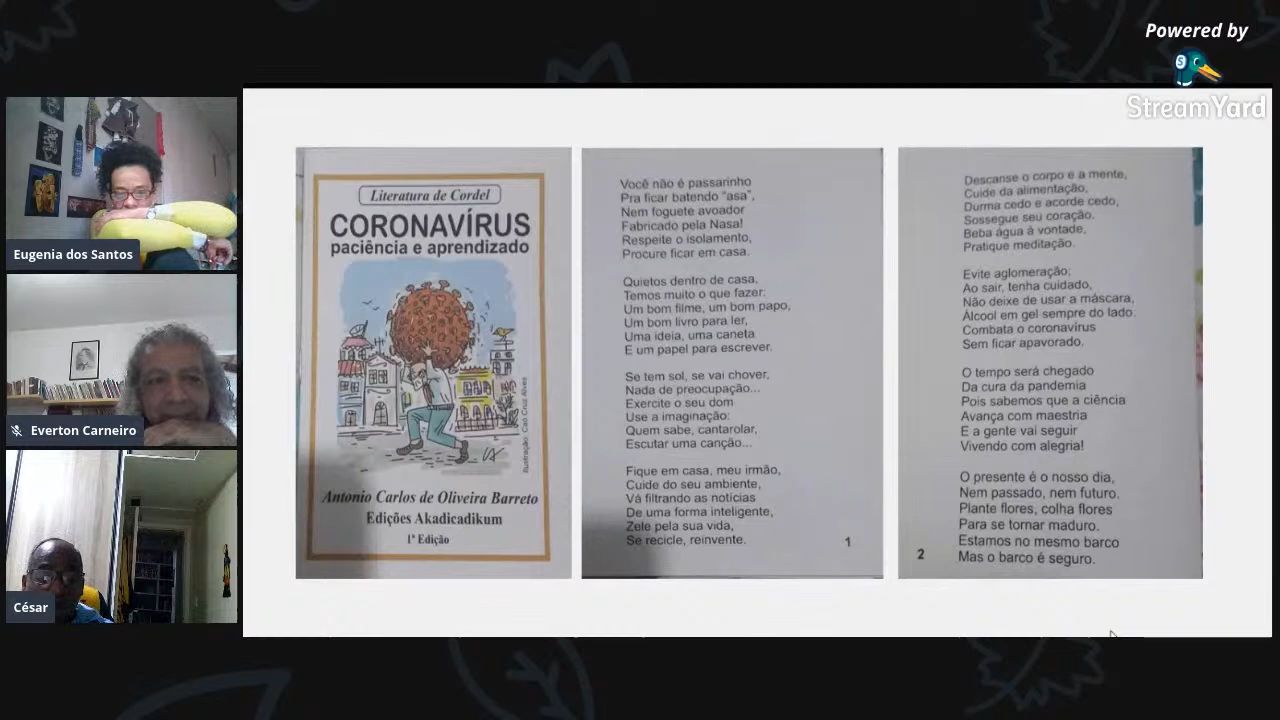 Powered by
StreamYard
Eugenia dos Santos
Everton Carneiro
César
Literatura de Cordel
CORONAVÍRUS
paciência e aprendizado
Ilustração: Caó Cruz Alves
Antonio Carlos de Oliveira Barreto
Edições Akadicadikum
1ª Edição
Você não é passarinho
Pra ficar batendo "asa",
Nem foguete avoador
Fabricado pela Nasa!
Respeite o isolamento,
Procure ficar em casa.
Quietos dentro de casa,
Temos muito o que fazer:
Um bom filme, um bom papo,
Um bom livro para ler,
Uma ideia, uma caneta
E um papel para escrever.
Se tem sol, se vai chover,
Nada de preocupação...
Exercite o seu dom
Use a imaginação:
Quem sabe, cantarolar,
Escutar uma canção...
Fique em casa, meu irmão,
Cuide do seu ambiente,
Vá filtrando as notícias
De uma forma inteligente,
Zele pela sua vida,
Se recicle, reinvente.
1
Descanse o corpo e a mente,
Cuide da alimentação,
Durma cedo e acorde cedo,
Sossegue seu coração.
Beba água à vontade,
Pratique meditação.
Evite aglomeração;
Ao sair, tenha cuidado,
Não deixe de usar a máscara,
Álcool em gel sempre do lado.
Combata o coronavírus
Sem ficar apavorado.
O tempo será chegado
Da cura da pandemia
Pois sabemos que a ciência
Avança com maestria
E a gente vai seguir
Vivendo com alegria!
O presente é o nosso dia,
Nem passado, nem futuro.
Plante flores, colha flores
Para se tornar maduro.
Estamos no mesmo barco
Mas o barco é seguro.
2